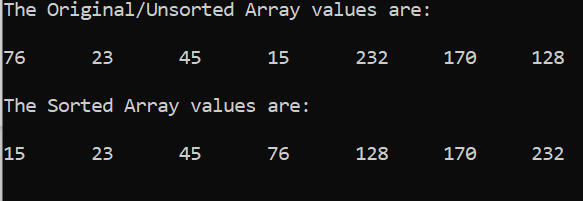 The Original/Unsorted Array values are:
76 23 45 15 232 170 128
The Sorted Array values are:
15 23 45 76 128 170 232